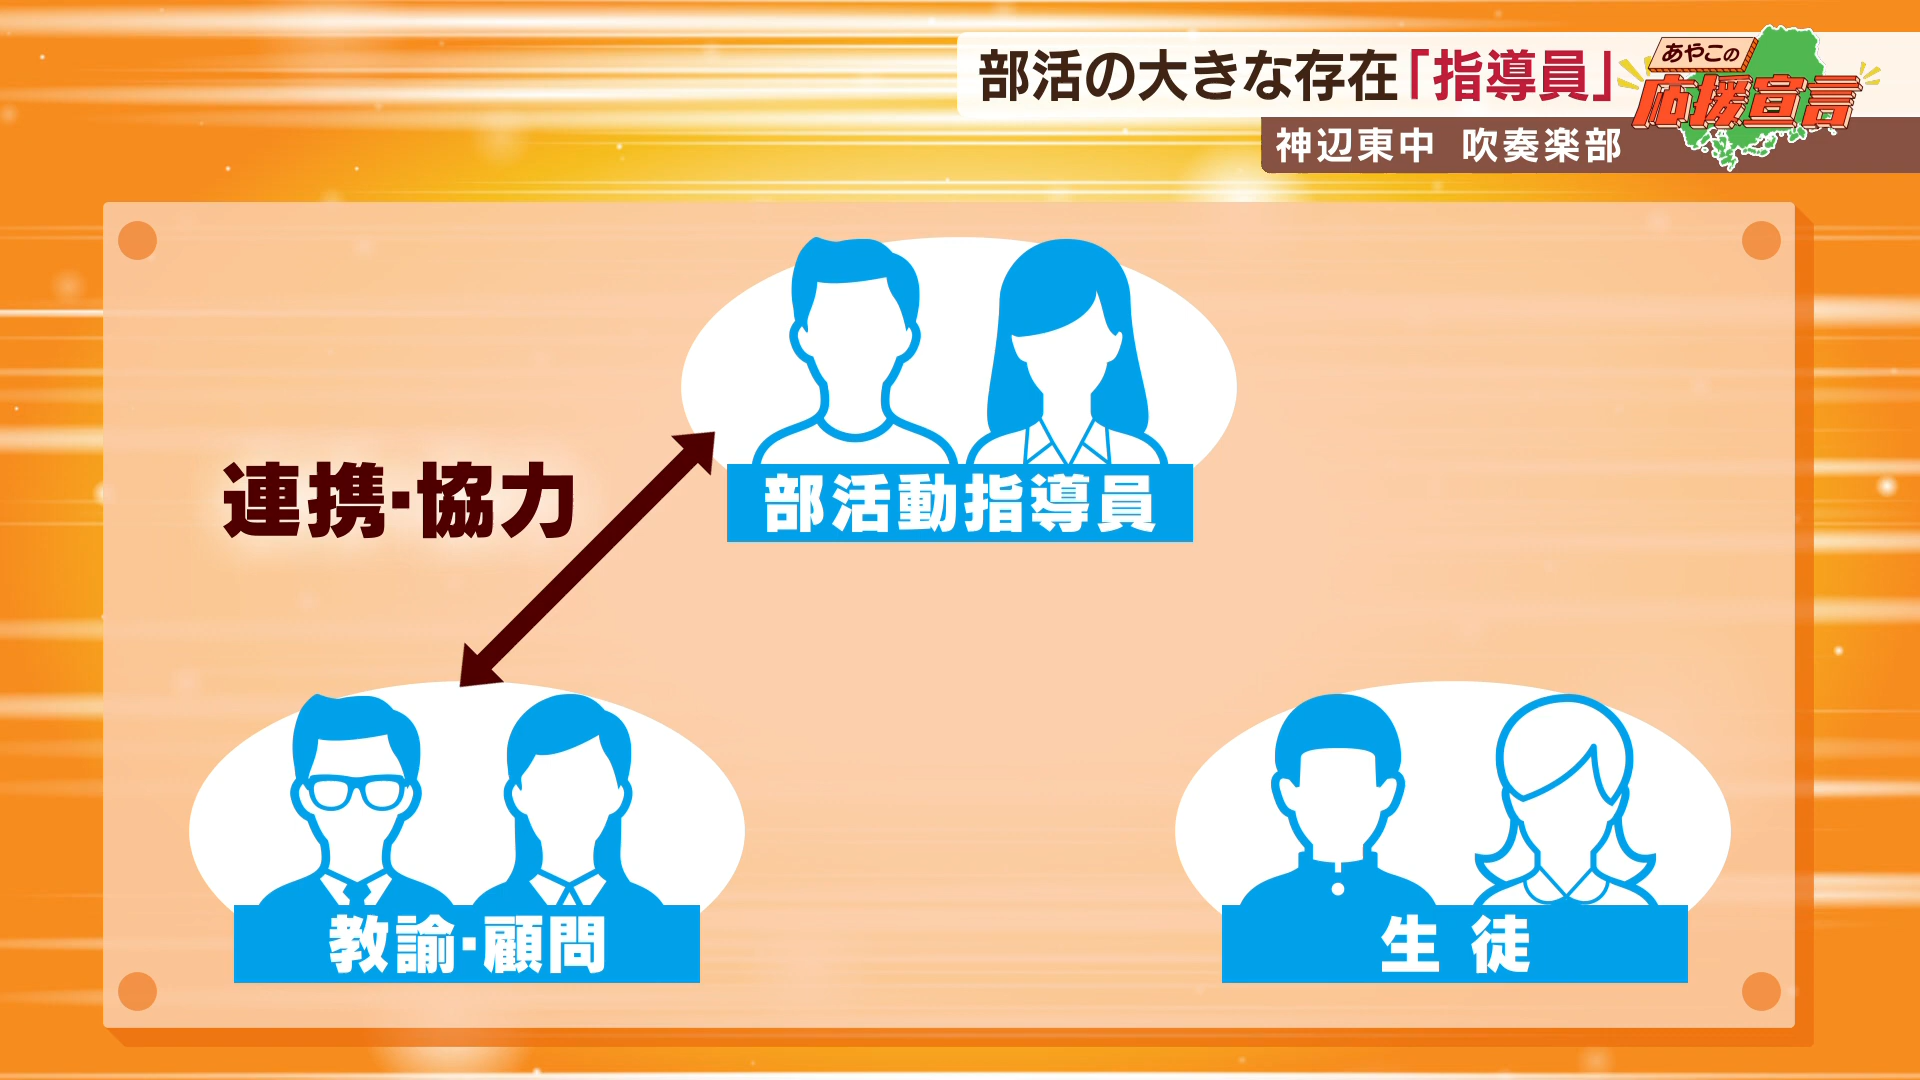 部活の大きな存在「指導員」
あやこの
応援宣言
神辺東中 吹奏楽部
部活動指導員
連携・協力
教諭・顧問
生徒